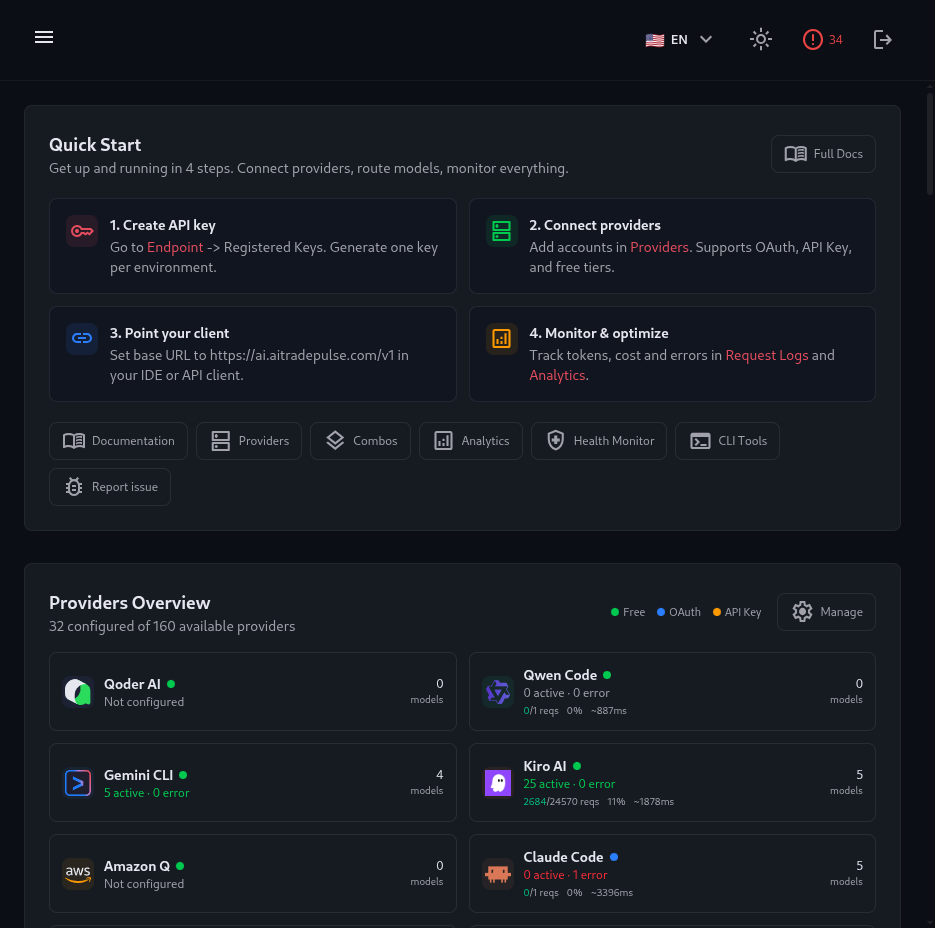 EN
34
Quick Start
Get up and running in 4 steps. Connect providers, route models, monitor everything.
Full Docs
1. Create API key
Go to Endpoint -> Registered Keys. Generate one key
per environment.
2. Connect providers
Add accounts in Providers. Supports OAuth, API Key,
and free tiers.
3. Point your client
Set base URL to https://ai.aitradepulse.com/v1 in
your IDE or API client.
4. Monitor & optimize
Track tokens, cost and errors in Request Logs and
Analytics.
Documentation
Providers
Combos
Analytics
Health Monitor
CLI Tools
Report issue
Providers Overview
32 configured of 160 available providers
Free
OAuth
API Key
Manage
Qoder AI
Not configured
0
models
Qwen Code
0 active · 0 error
0/1 reqs 0% ~887ms
0
models
Gemini CLI
5 active · 0 error
4
models
Kiro AI
25 active · 0 error
2684/24570 reqs 11% ~1878ms
5
models
aws
Amazon Q
Not configured
0
models
Claude Code
0 active · 1 error
0/1 reqs 0% ~3396ms
5
models